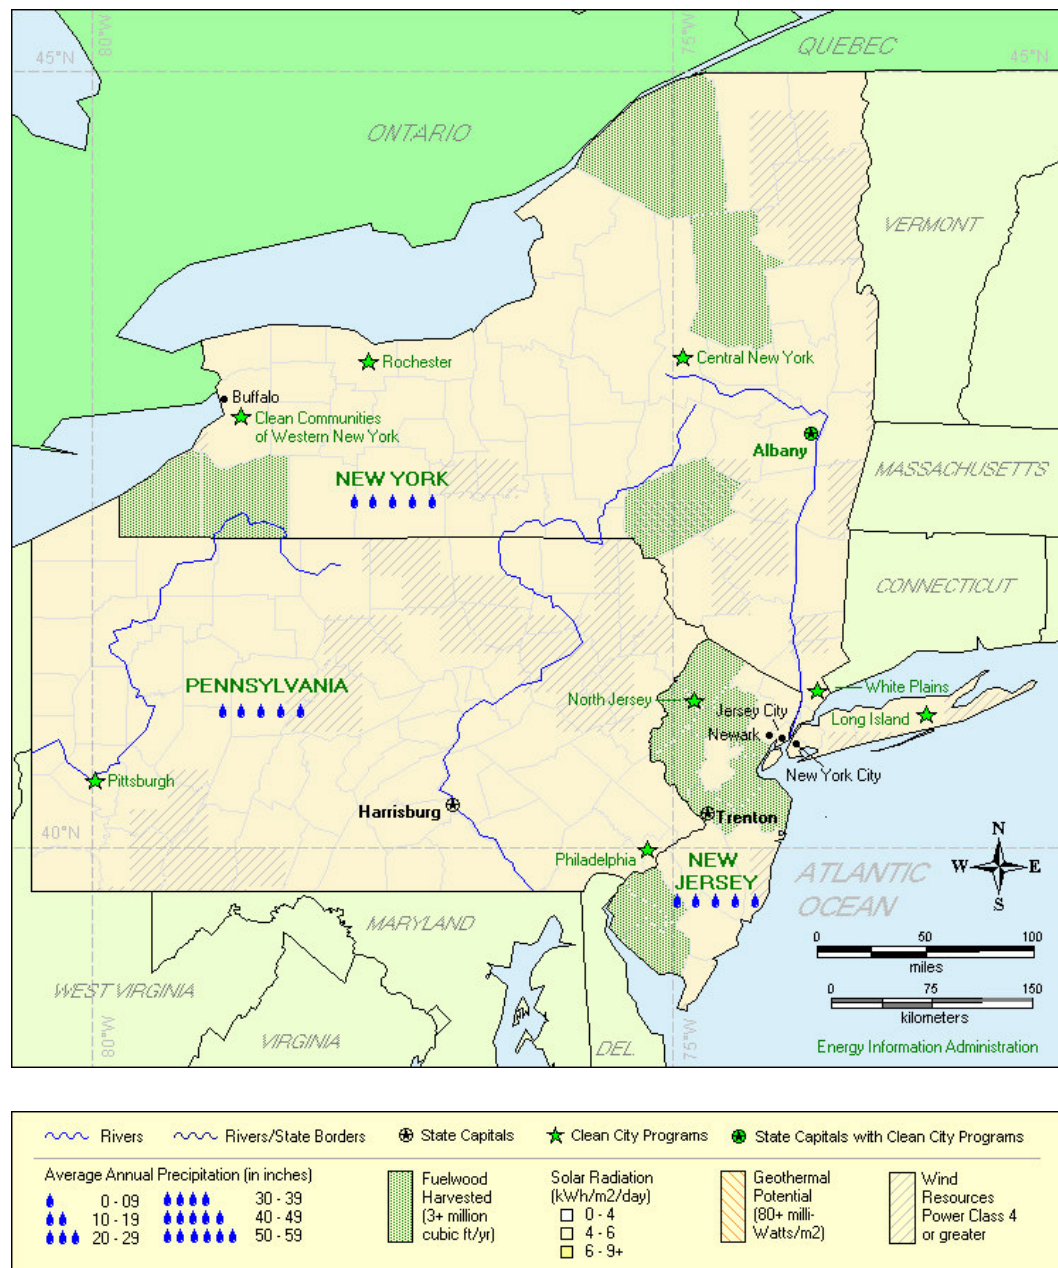 80°W
75°W
QUEBEC
45°N
45°N
ONTARIO
VERMONT
Rochester
Central New York
Buffalo
Clean Communities
of Western New York
Albany
MASSACHUSETTS
NEW YORK
CONNECTICUT
PENNSYLVANIA
North Jersey
White Plains
Jersey City
Long Island
Newark
New York City
Pittsburgh
Harrisburg
Trenton
40°N
Philadelphia
NEW
JERSEY
ATLANTIC
OCEAN
N
W
E
S
MARYLAND
0
50
100
miles
WEST VIRGINIA
0
75
150
kilometers
VIRGINIA
DEL.
80°W
75°W
Energy Information Administration
Rivers
Rivers/State Borders
State Capitals
Clean City Programs
State Capitals with Clean City Programs
Average Annual Precipitation (in inches)
0 - 09
30 - 39
10 - 19
40 - 49
20 - 29
50 - 59
Fuelwood
Harvested
(3+ million
cubic ft/yr)
Solar Radiation
(kWh/m2/day)
0 - 4
4 - 6
6 - 9+
Geothermal
Potential
(80+ milli-
Watts/m2)
Wind
Resources
Power Class 4
or greater